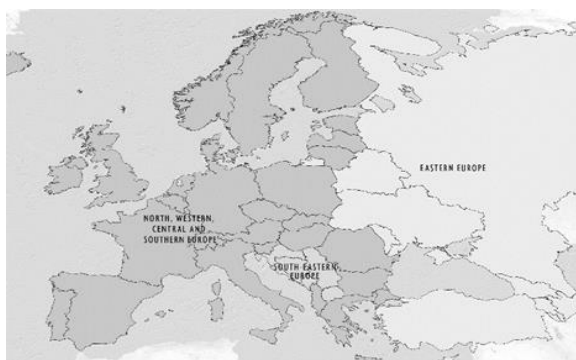 EASTERN EUROPE
NORTH, WESTERN,
CENTRAL AND
SOUTHERN EUROPE
SOUTH EASTERN
EUROPE